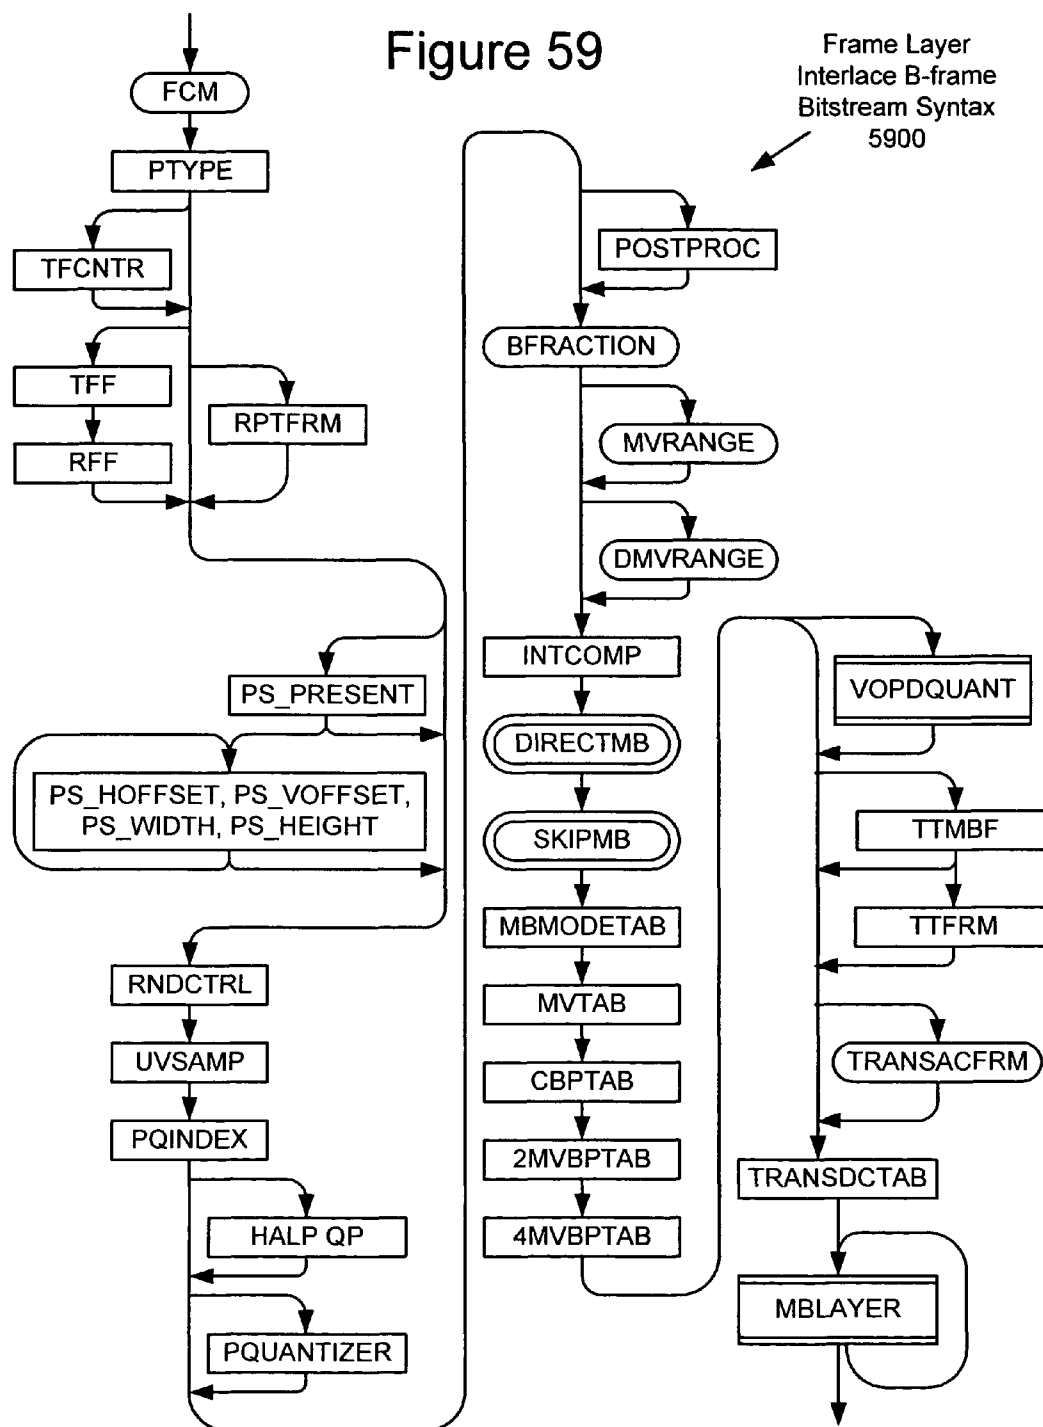 Figure 59
Frame Layer
Interlace B-frame
Bitstream Syntax
5900
FCM
PTYPE
TFCNTR
TFF
RPTFRM
RFF
PS_PRESENT
PS_HOFFSET, PS_VOFFSET,
PS_WIDTH, PS_HEIGHT
RNDCTRL
UVSAMP
PQINDEX
HALP QP
PQUANTIZER
POSTPROC
BFRACTION
MVRANGE
DMVRANGE
INTCOMP
DIRECTMB
SKIPMB
MBMODETAB
MVTAB
CBPTAB
2MVBPTAB
4MVBPTAB
VOPDQUANT
TTMBF
TTFRM
TRANSACFRM
TRANSDCTAB
MBLAYER